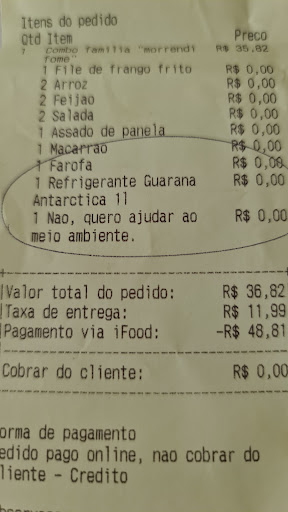 Itens do pedido
Qtd Item Preco
1 Combo familia "morrendi R$ 35,82
fome"
1 File de frango frito R$ 0,00
2 Arroz R$ 0,00
2 Feijao R$ 0,00
2 Salada R$ 0,00
1 Assado de panela R$ 0,00
1 Macarrao R$ 0,00
1 Farofa R$ 0,00
1 Refrigerante Guarana R$ 0,00
Antarctica 1l
1 Nao, quero ajudar ao R$ 0,00
meio ambiente.
Valor total do pedido: R$ 36,82
Taxa de entrega: R$ 11,99
Pagamento via iFood: -R$ 48,81
Cobrar do cliente: R$ 0,00
orma de pagamento
edido pago online, nao cobrar do
liente - Credito